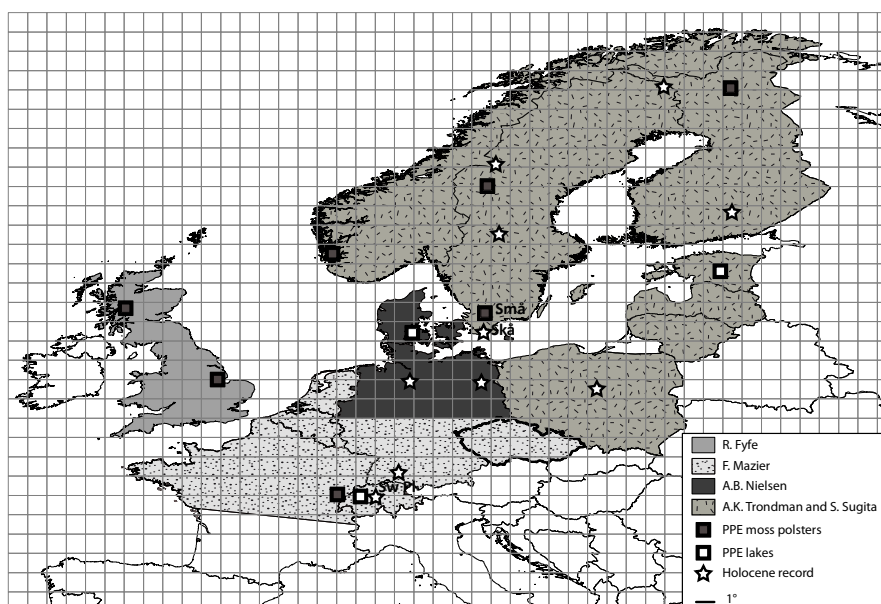 Små
Skå
Sw Pl
R. Fyfe
F. Mazier
A.B. Nielsen
A.K. Trondman and S. Sugita
PPE moss polsters
PPE lakes
Holocene record
1°